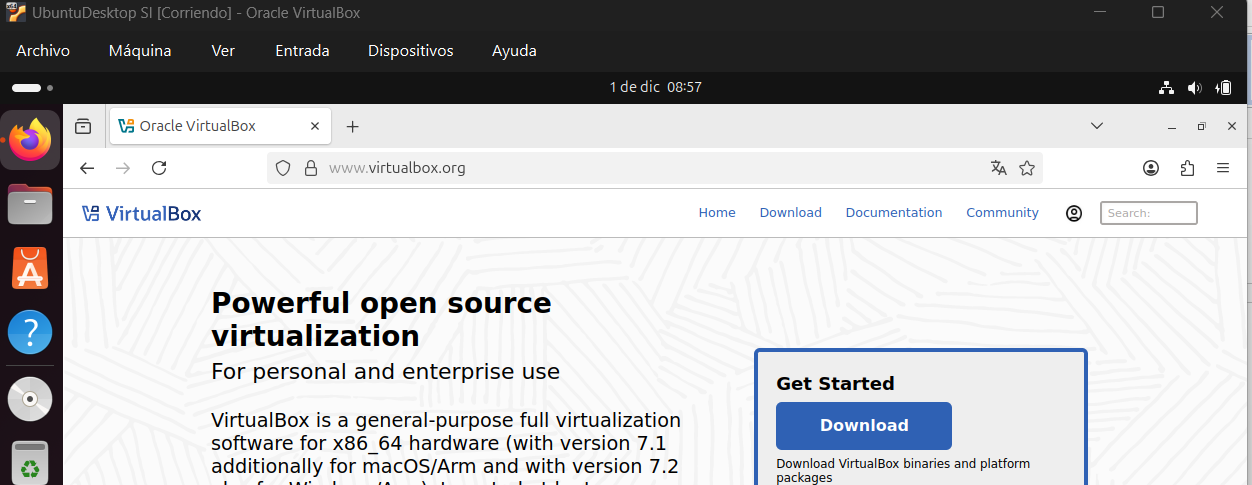 UbuntuDesktop SI [Corriendo] - Oracle VirtualBox
Archivo Máquina Ver Entrada Dispositivos Ayuda
1 de dic 08:57
Oracle VirtualBox
www.virtualbox.org
VirtualBox
Home Download Documentation Community Search:
Powerful open source
virtualization
For personal and enterprise use
VirtualBox is a general-purpose full virtualization
software for x86_64 hardware (with version 7.1
additionally for macOS/Arm and with version 7.2
Get Started
Download
Download VirtualBox binaries and platform
packages